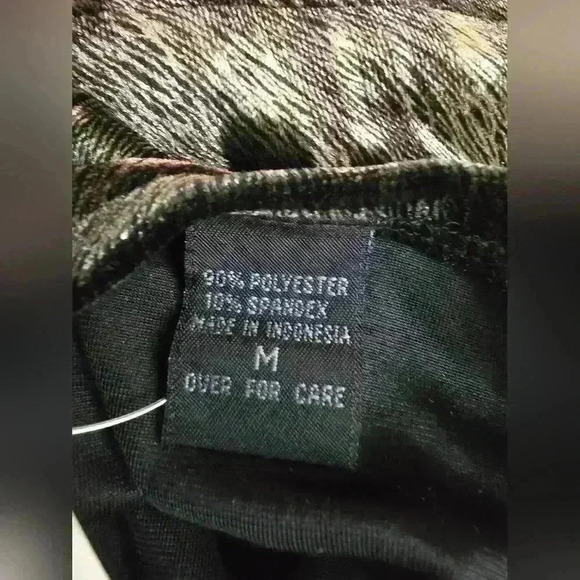 90% POLYESTER
10% SPANDEX
MADE IN INDONESIA
M
OVER FOR CARE